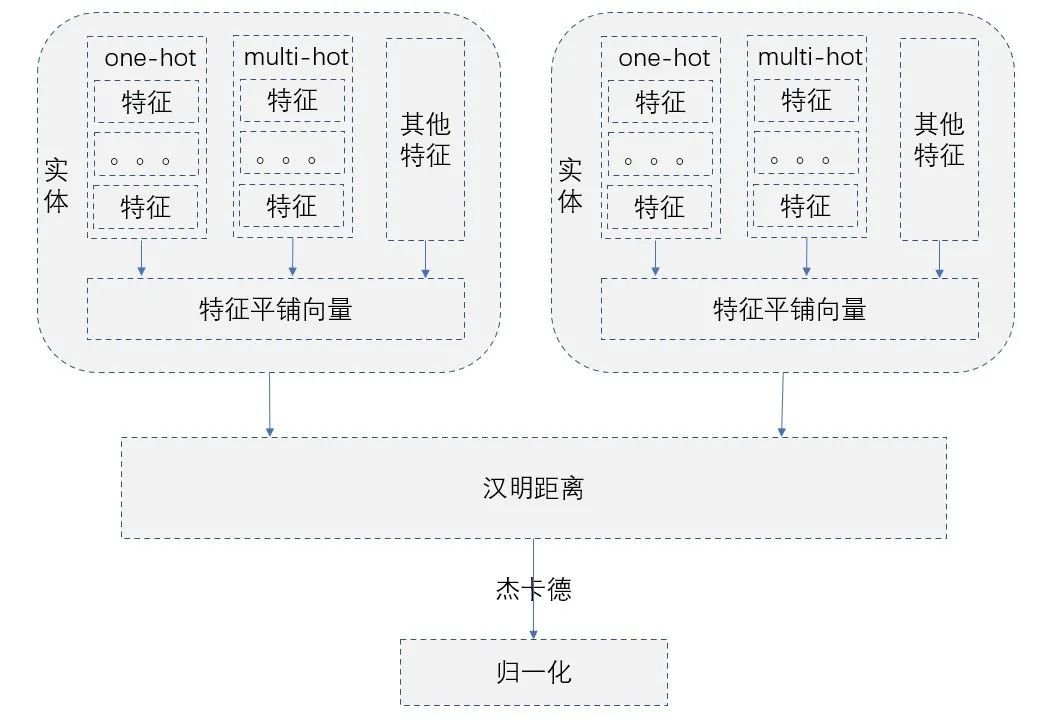 实
体
one-hot
特征
。。。
特征
multi-hot
特征
。。。
特征
其他
特征
特征平铺向量
实
体
one-hot
特征
。。。
特征
multi-hot
特征
。。。
特征
其他
特征
特征平铺向量
汉明距离
杰卡德
归一化